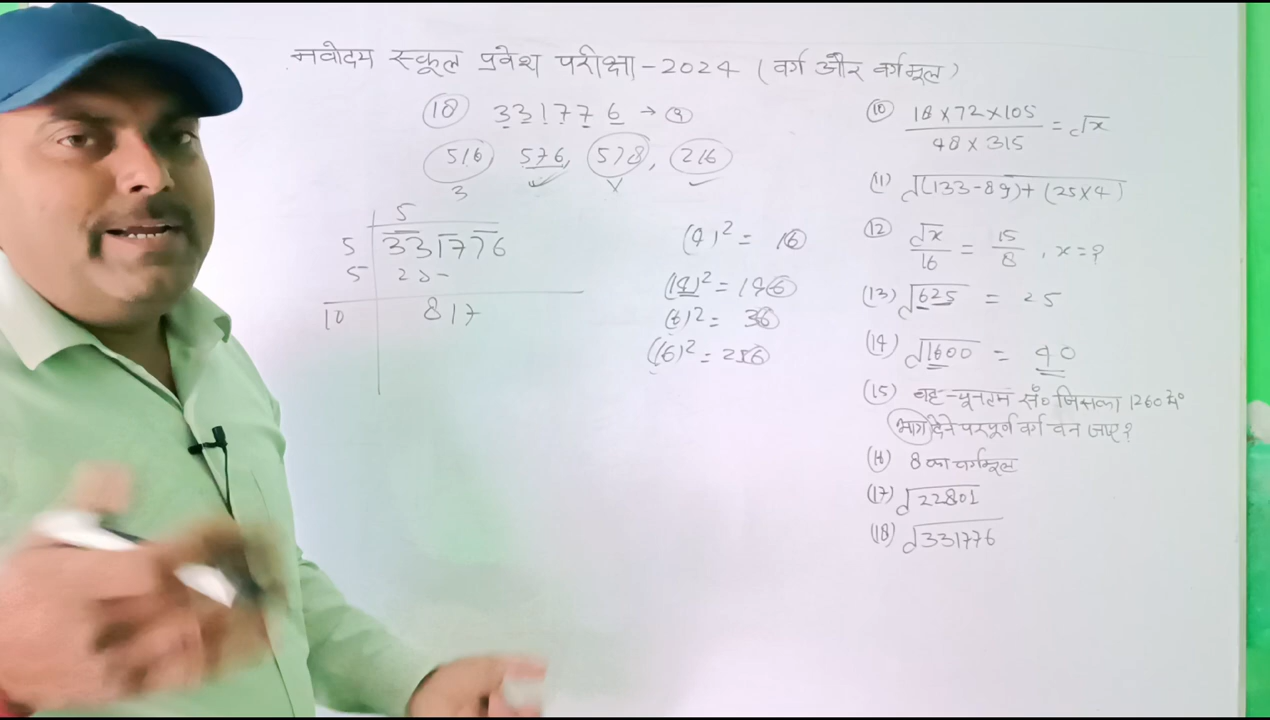 नवोदय स्कूल प्रवेश परीक्षा - 2024 ( वर्ग और वर्गमूल )
(18) 331776 →
516 576, 578, 216
3 ✓ x ✓
5
5 331776
5 25-
10 817
(4)² = 16
(14)² = 196
(6)² = 36
(16)² = 256
(10) 18×72×105 / 48×315 = √x
(11) √(133-89)+(25×4)
(12) √x / 16 = 15 / 8 , x = ?
(13) √625 = 25
(14) √1600 = 40
(15) वह न्यूनतम सं० जिसका 1260 में
भाग देने पर पूर्ण वर्ग बन जाए?
(16) 8 का वर्गमूल
(17) √22801
(18) √331776